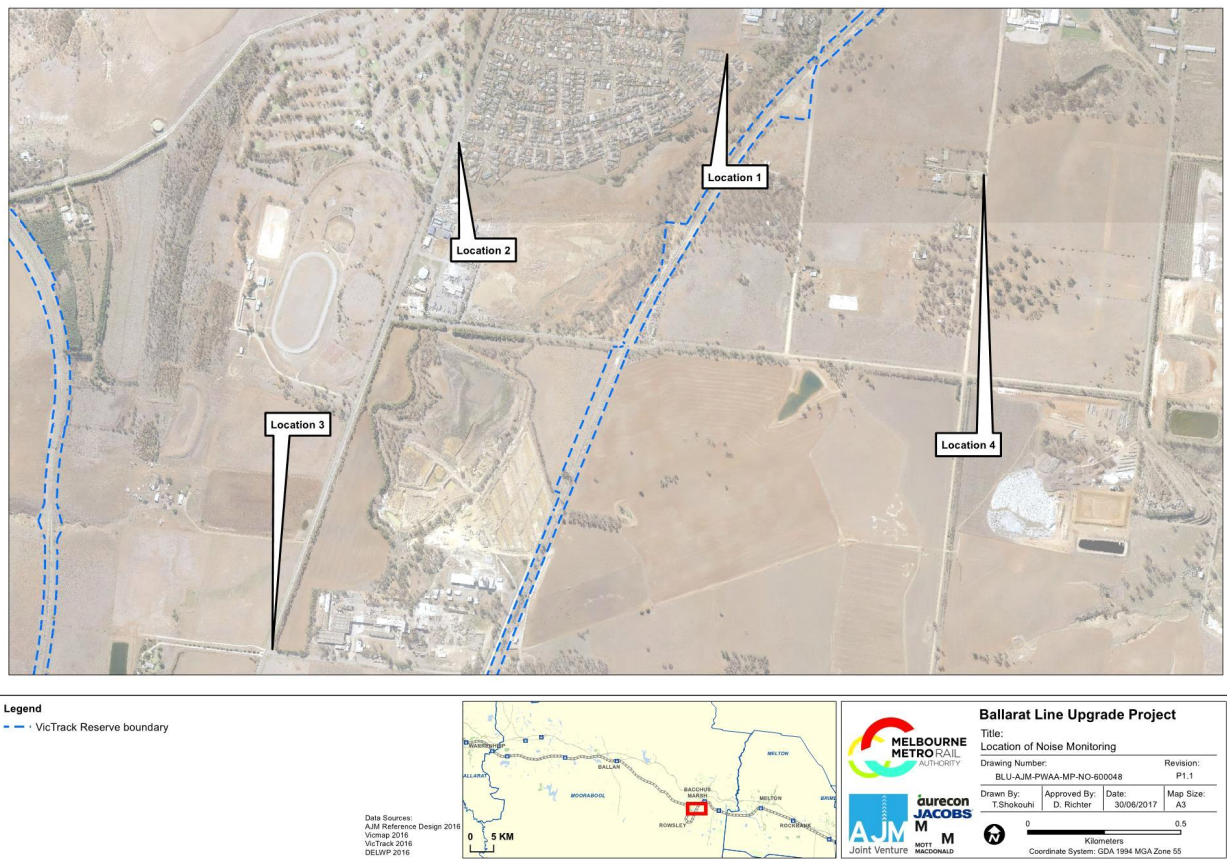 Location 1
Location 2
Location 3
Location 4
Legend
VicTrack Reserve boundary
Data Sources:
AJM Reference Design 2016
Vicmap 2016
VicTrack 2016
DELWP 2016
WARRENHEIP
BALLAN
MELTON
ALLARAT
MOORABOOL
BACCHUS
MARSH
MELTON
BRIMB
ROWSLEY
ROCKBANK
0 5 KM
MELBOURNE
METRO RAIL
AUTHORITY
AJM
Joint Venture
aurecon
JACOBS
M
M
MOTT
MACDONALD
Ballarat Line Upgrade Project
Title:
Location of Noise Monitoring
Drawing Number: Revision:
BLU-AJM-PWAA-MP-NO-600048 P1.1
Drawn By: Approved By: Date: Map Size:
T.Shokouhi D. Richter 30/06/2017 A3
N
0 0.5
Kilometers
Coordinate System: GDA 1994 MGA Zone 55